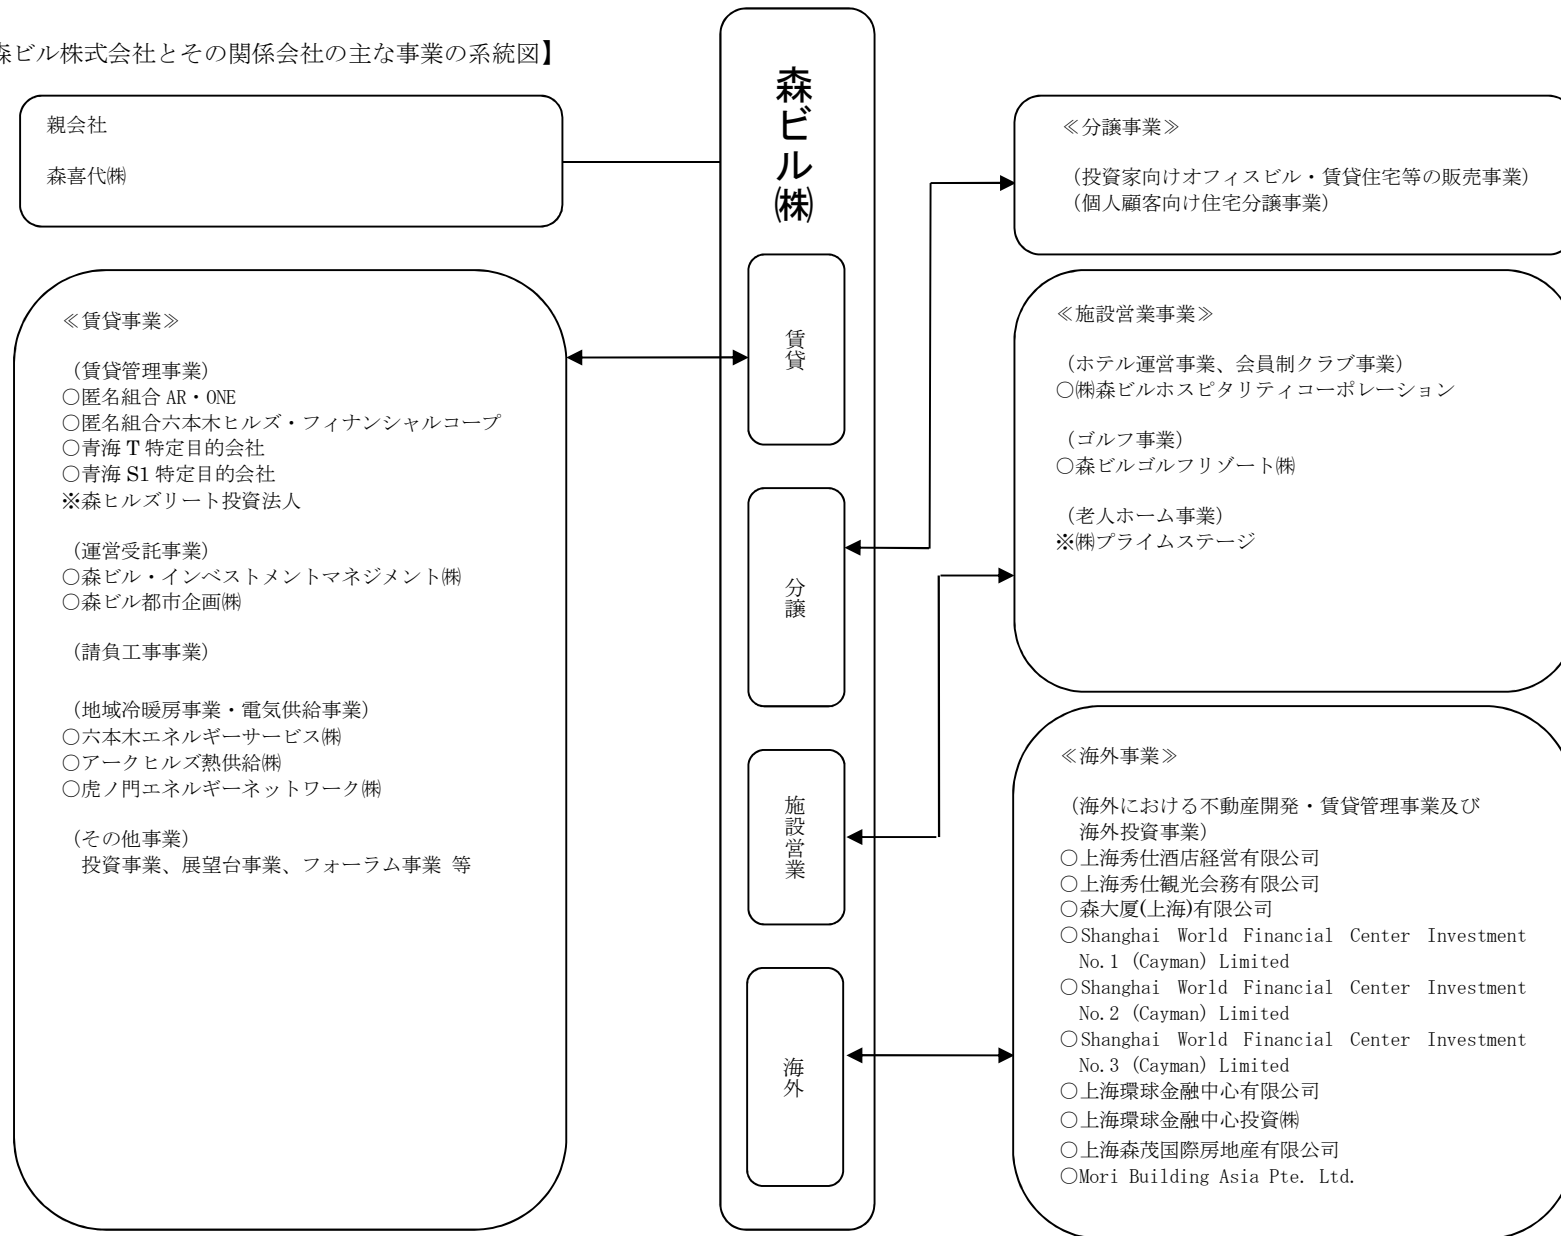 森ビル株式会社とその関係会社の主な事業の系統図】
親会社
森喜代㈱
≪賃貸事業≫
（賃貸管理事業）
○匿名組合 AR・ONE
○匿名組合六本木ヒルズ・フィナンシャルコープ
○青海 T 特定目的会社
○青海 S1 特定目的会社
※森ヒルズリート投資法人
（運営受託事業）
○森ビル・インベストメントマネジメント㈱
○森ビル都市企画㈱
（請負工事事業）
（地域冷暖房事業・電気供給事業）
○六本木エネルギーサービス㈱
○アークヒルズ熱供給㈱
○虎ノ門エネルギーネットワーク㈱
（その他事業）
投資事業、展望台事業、フォーラム事業 等
森ビル㈱
賃貸
分譲
施設営業
海外
≪分譲事業≫
（投資家向けオフィスビル・賃貸住宅等の販売事業）
（個人顧客向け住宅分譲事業）
≪施設営業事業≫
（ホテル運営事業、会員制クラブ事業）
○㈱森ビルホスピタリティコーポレーション
（ゴルフ事業）
○森ビルゴルフリゾート㈱
（老人ホーム事業）
※㈱プライムステージ
≪海外事業≫
（海外における不動産開発・賃貸管理事業及び
海外投資事業）
○上海秀仕酒店経営有限公司
○上海秀仕観光会務有限公司
○森大厦(上海)有限公司
○Shanghai World Financial Center Investment
No.1 (Cayman) Limited
○Shanghai World Financial Center Investment
No.2 (Cayman) Limited
○Shanghai World Financial Center Investment
No.3 (Cayman) Limited
○上海環球金融中心有限公司
○上海環球金融中心投資㈱
○上海森茂国際房地産有限公司
○Mori Building Asia Pte. Ltd.